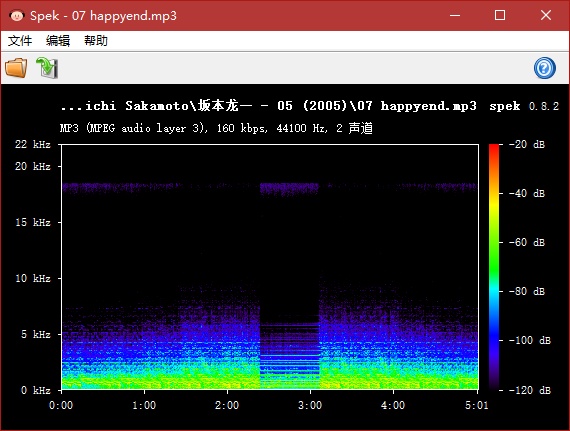 Spek - 07 happyend.mp3
文件 编辑 帮助
...ichi Sakamoto\坂本龙一 - 05 (2005)\07 happyend.mp3 spek 0.8.2
MP3 (MPEG audio layer 3), 160 kbps, 44100 Hz, 2 声道
22 kHz
20 kHz
15 kHz
10 kHz
5 kHz
0 kHz
0:00 1:00 2:00 3:00 4:00 5:01
-20 dB
-40 dB
-60 dB
-80 dB
-100 dB
-120 dB